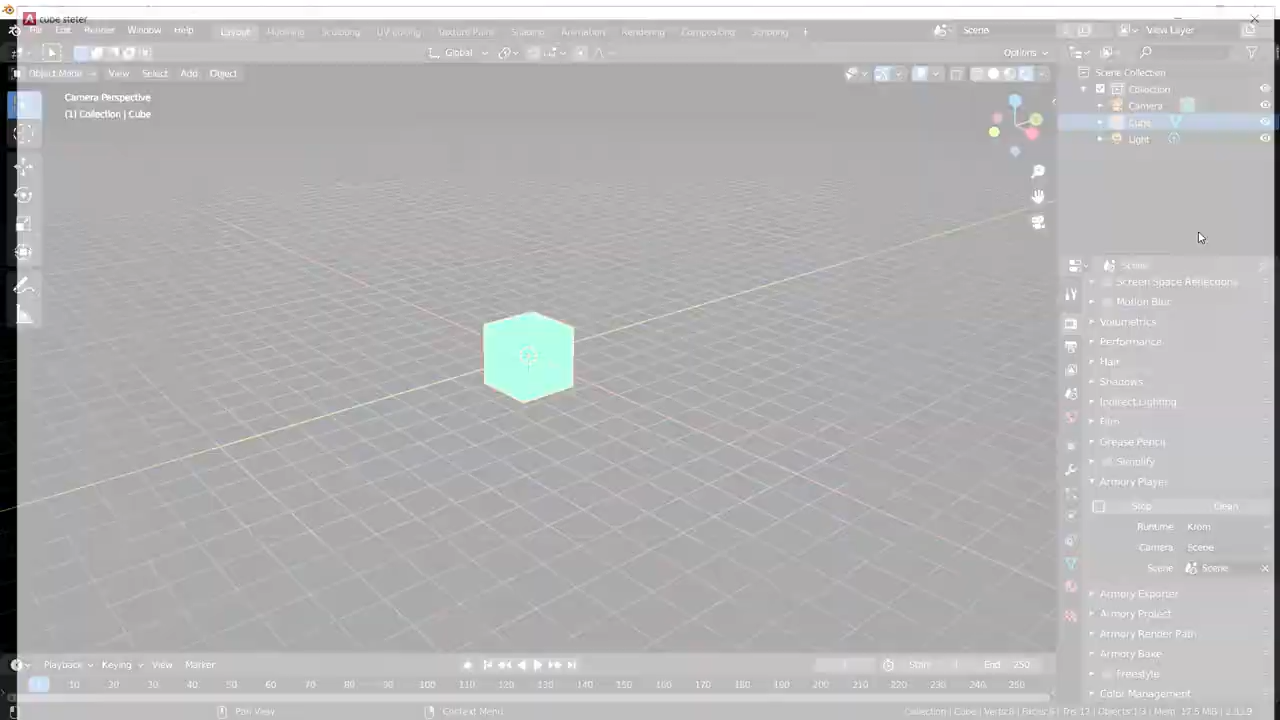 cube steter
File Edit Render Window Help Layout Modeling Sculpting UV Editing Texture Paint Shading Animation Rendering Compositing Scripting + Scene View Layer
Global Options
Object Mode View Select Add Object
Camera Perspective
(1) Collection | Cube
Scene Collection
Collection
Camera
Cube
Light
Scene
Screen Space Reflections
Motion Blur
Volumetrics
Performance
Hair
Shadows
Indirect Lighting
Film
Grease Pencil
Simplify
Armory Player
Stop Clean
Runtime Krom
Camera Scene
Scene Scene
Armory Exporter
Armory Project
Armory Render Path
Armory Bake
Freestyle
Color Management
Playback Keying View Marker 1 Start 1 End 250
1 10 20 30 40 50 60 70 80 90 100 110 120 130 140 150 160 170 180 190 200 210 220 230 240 250
Pan View Context Menu